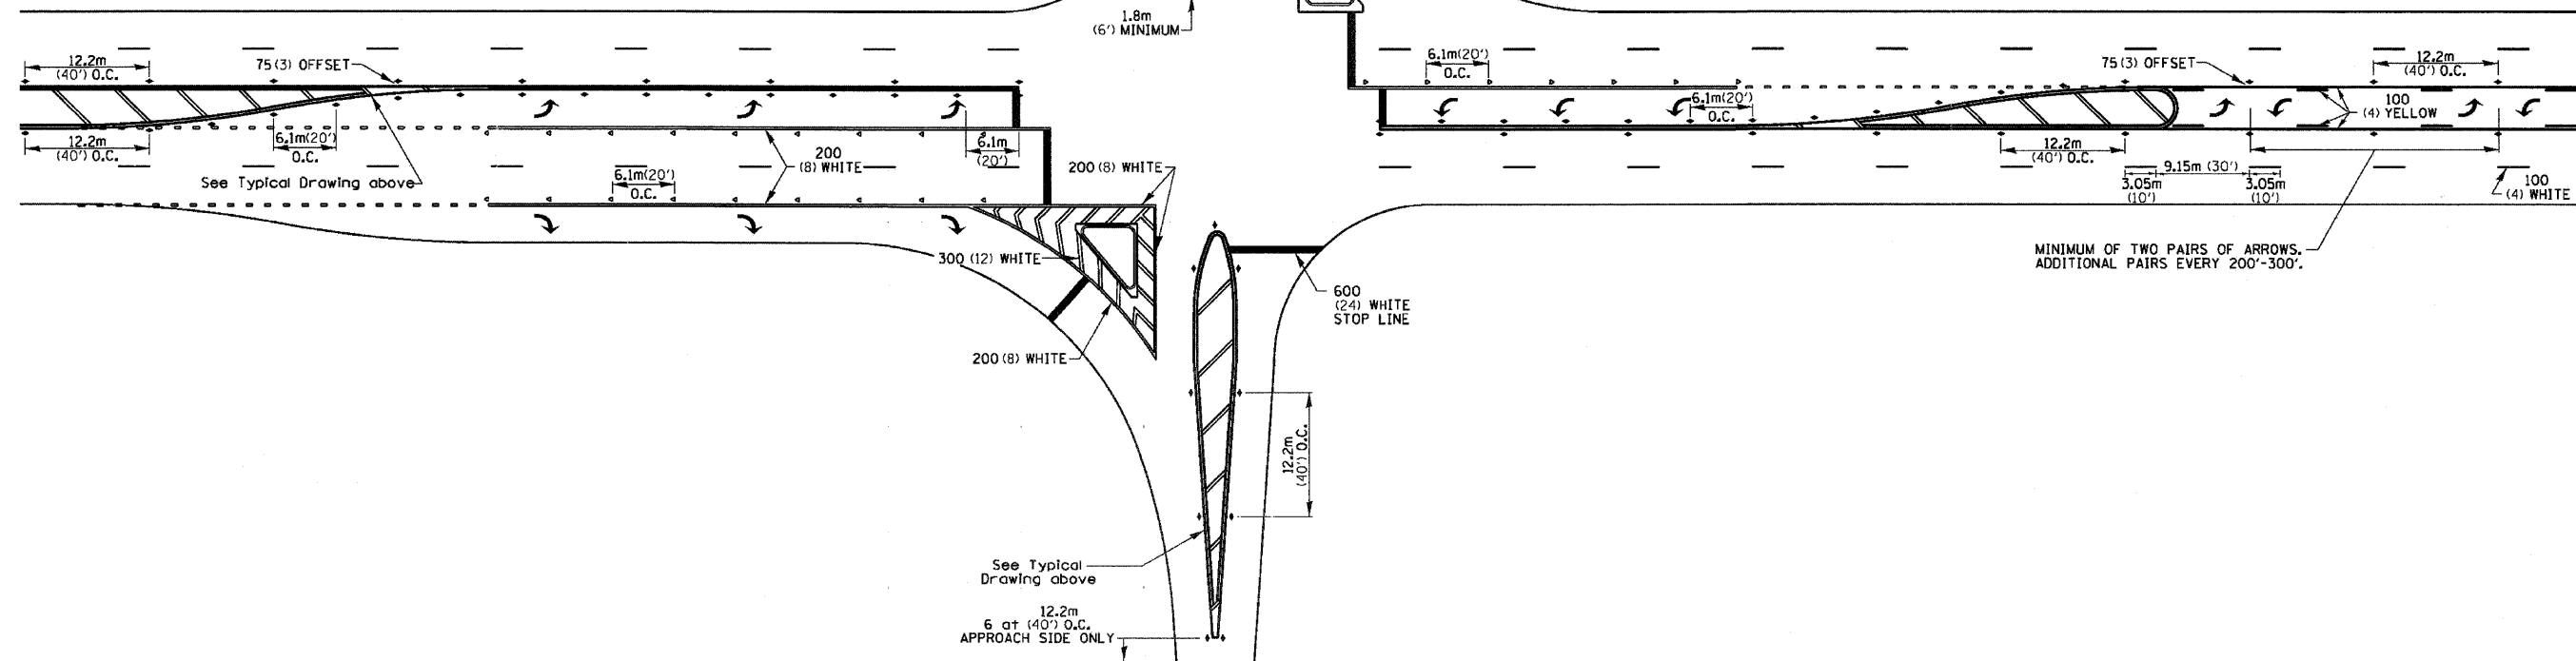 1.8m
(6') MINIMUM
12.2m
(40') O.C.
75 (3) OFFSET
6.1m(20')
O.C.
75 (3) OFFSET
12.2m
(40') O.C.
6.1m(20')
O.C.
100
(4) YELLOW
12.2m
(40') O.C.
6.1m(20')
O.C.
6.1m
(20')
12.2m
(40') O.C.
200
(8) WHITE
200 (8) WHITE
9.15m (30')
See Typical Drawing above
6.1m(20')
O.C.
3.05m
(10')
3.05m
(10')
100
(4) WHITE
300 (12) WHITE
MINIMUM OF TWO PAIRS OF ARROWS.
ADDITIONAL PAIRS EVERY 200'-300'.
600
(24) WHITE
STOP LINE
200 (8) WHITE
12.2m
(40') O.C.
See Typical
Drawing above
12.2m
6 at (40') O.C.
APPROACH SIDE ONLY